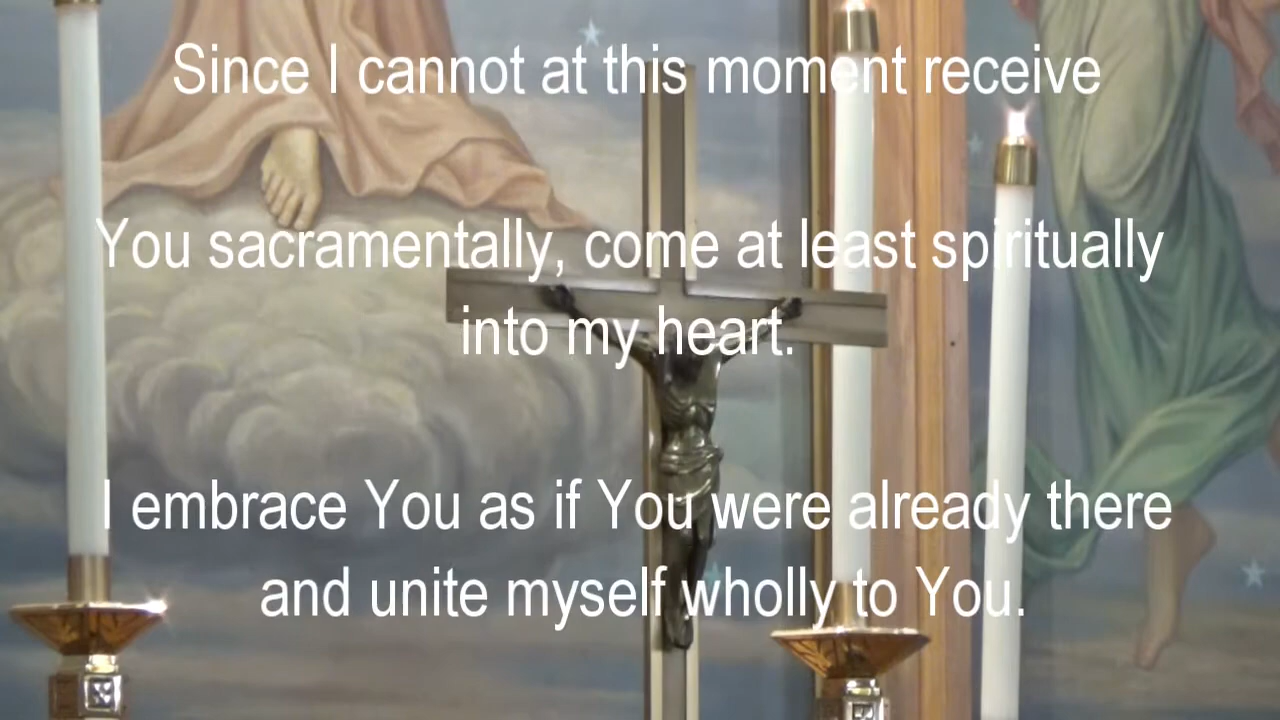 Since I cannot at this moment receive
You sacramentally, come at least spiritually
into my heart.
I embrace You as if You were already there
and unite myself wholly to You.